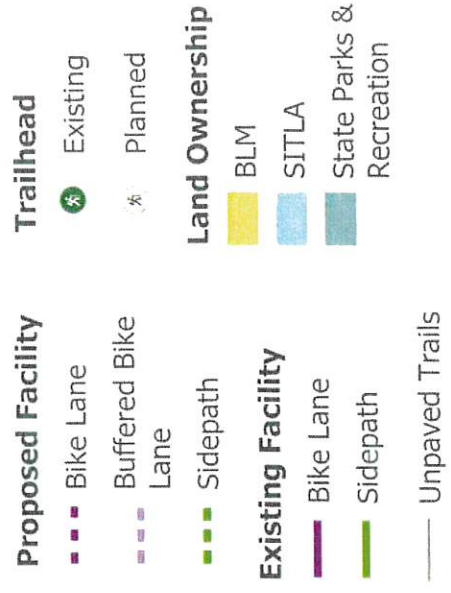 Proposed Facility
Bike Lane
Buffered Bike
Lane
Sidepath
Existing Facility
Bike Lane
Sidepath
Unpaved Trails
Trailhead
Existing
Planned
Land Ownership
BLM
SITLA
State Parks &
Recreation